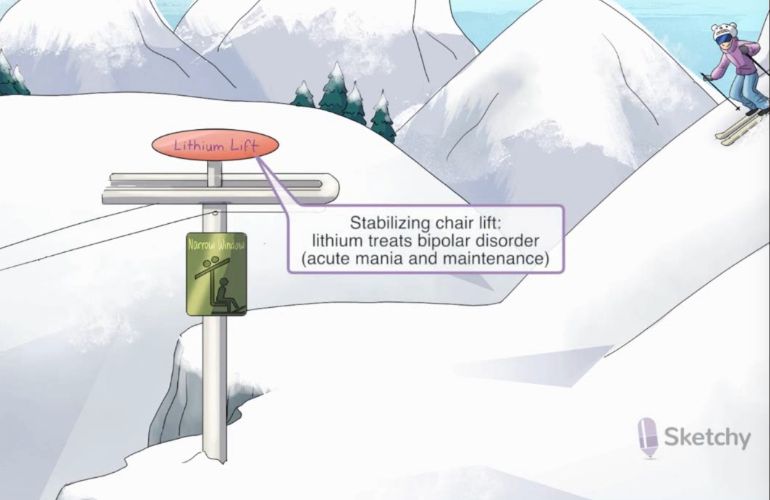 Lithium Lift
Stabilizing chair lift:
lithium treats bipolar disorder
(acute mania and maintenance)
Narrow Window
Sketchy